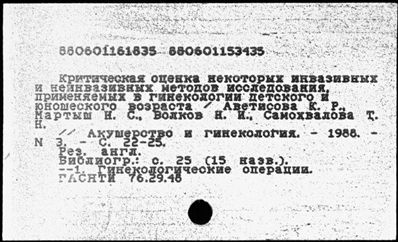 880601161835 880601153435
Критическая оценка некоторых инвазивных
и неинвазивных методов исследования,
применяемых в гинекологии детского и
юношеского возраста / Аветисова К. Р.,
Мартыш Н. С., Волков Н. И., Самохвалова Т.
Н.
// Акушерство и гинекология. - 1988. -
N 3. - С. 22-25.
Рез. англ.
Библиогр.: с. 25 (15 назв.).
--1. Гинекологические операции.
ГАСНТИ 76.29.48